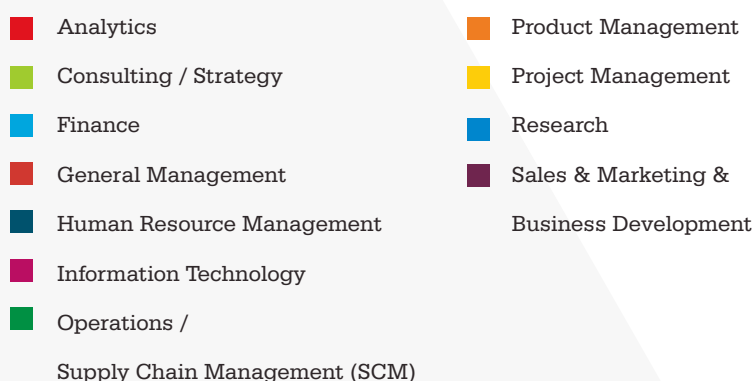 Analytics
Consulting / Strategy
Finance
General Management
Human Resource Management
Information Technology
Operations /
Supply Chain Management (SCM)
Product Management
Project Management
Research
Sales & Marketing &
Business Development